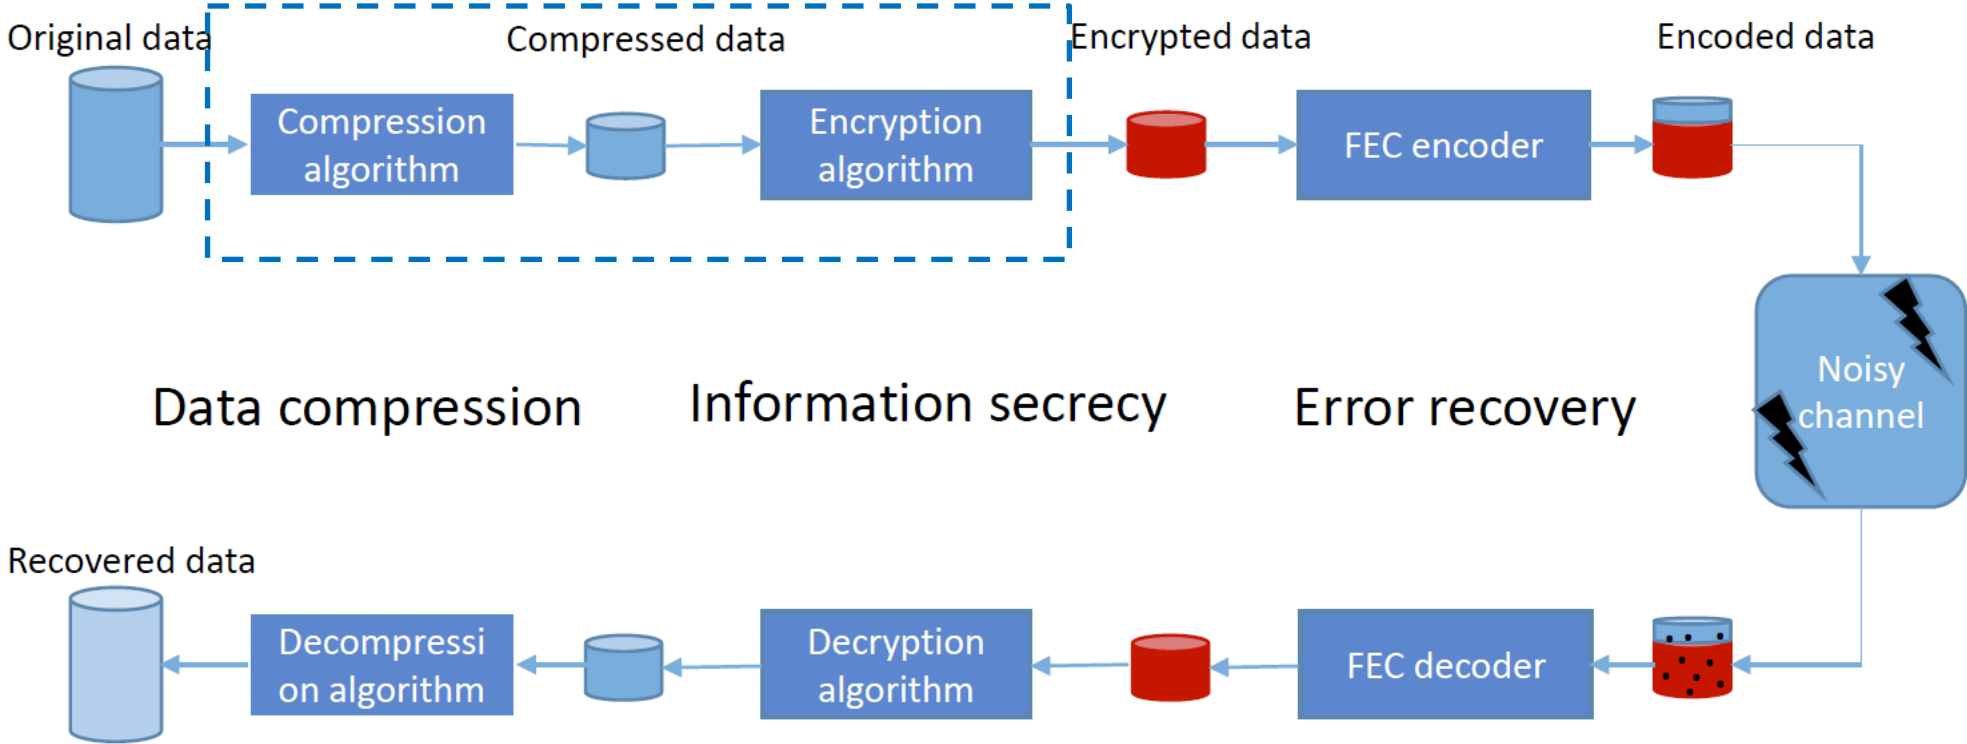 Original data
Compressed data
Encrypted data
Encoded data
Compression
algorithm
Encryption
algorithm
FEC encoder
Noisy
channel
Data compression
Information secrecy
Error recovery
Recovered data
Decompressi
on algorithm
Decryption
algorithm
FEC decoder